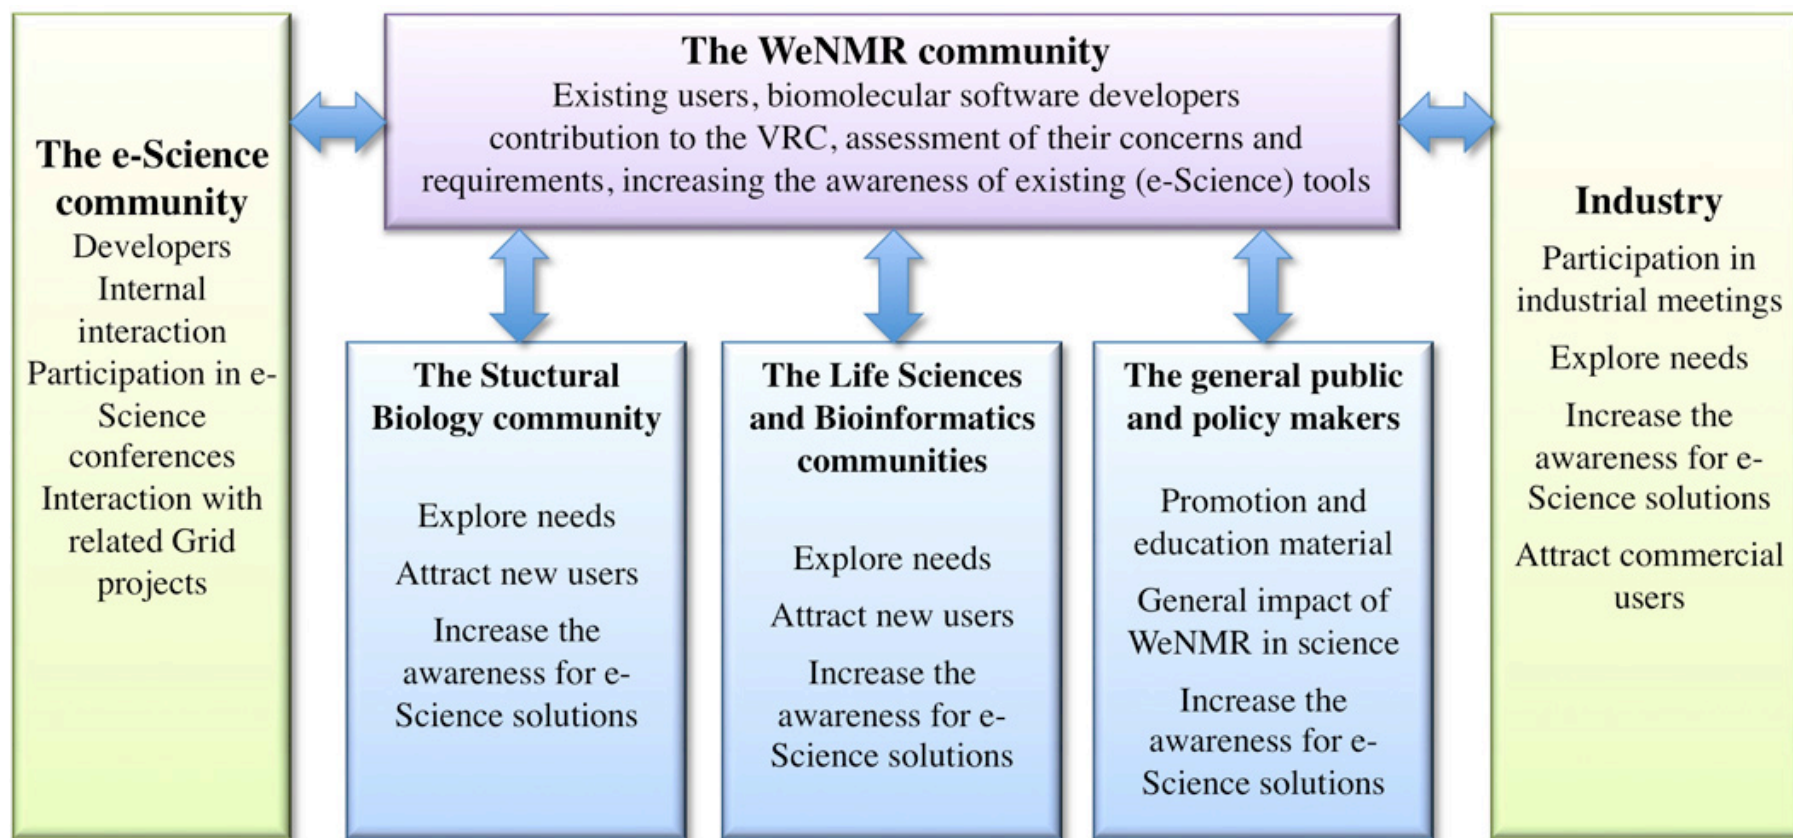 The e-Science
community
Developers
Internal
interaction
Participation in e-
Science
conferences
Interaction with
related Grid
projects
The WeNMR community
Existing users, biomolecular software developers
contribution to the VRC, assessment of their concerns and
requirements, increasing the awareness of existing (e-Science) tools
The Stuctural
Biology community
Explore needs
Attract new users
Increase the
awareness for e-
Science solutions
The Life Sciences
and Bioinformatics
communities
Explore needs
Attract new users
Increase the
awareness for e-
Science solutions
The general public
and policy makers
Promotion and
education material
General impact of
WeNMR in science
Increase the
awareness for e-
Science solutions
Industry
Participation in
industrial meetings
Explore needs
Increase the
awareness for e-
Science solutions
Attract commercial
users